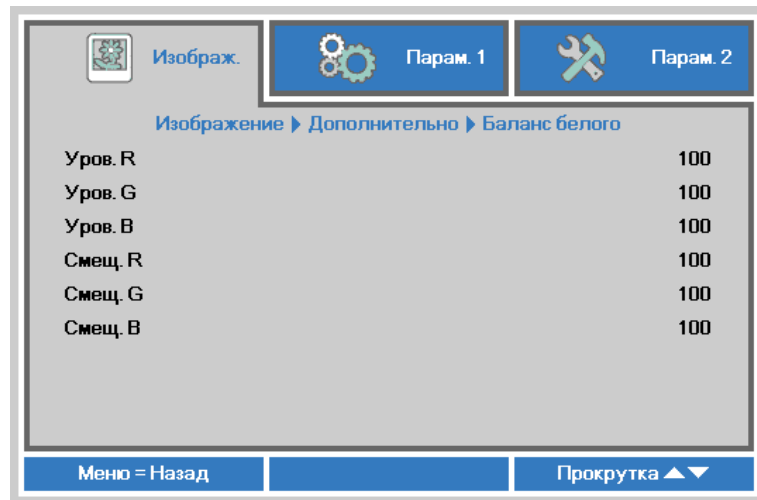 Изображ. Парам. 1 Парам. 2
Изображение ▶ Дополнительно ▶ Баланс белого
Уров. R 100
Уров. G 100
Уров. B 100
Смещ. R 100
Смещ. G 100
Смещ. B 100
Меню = Назад Прокрутка ▲▼